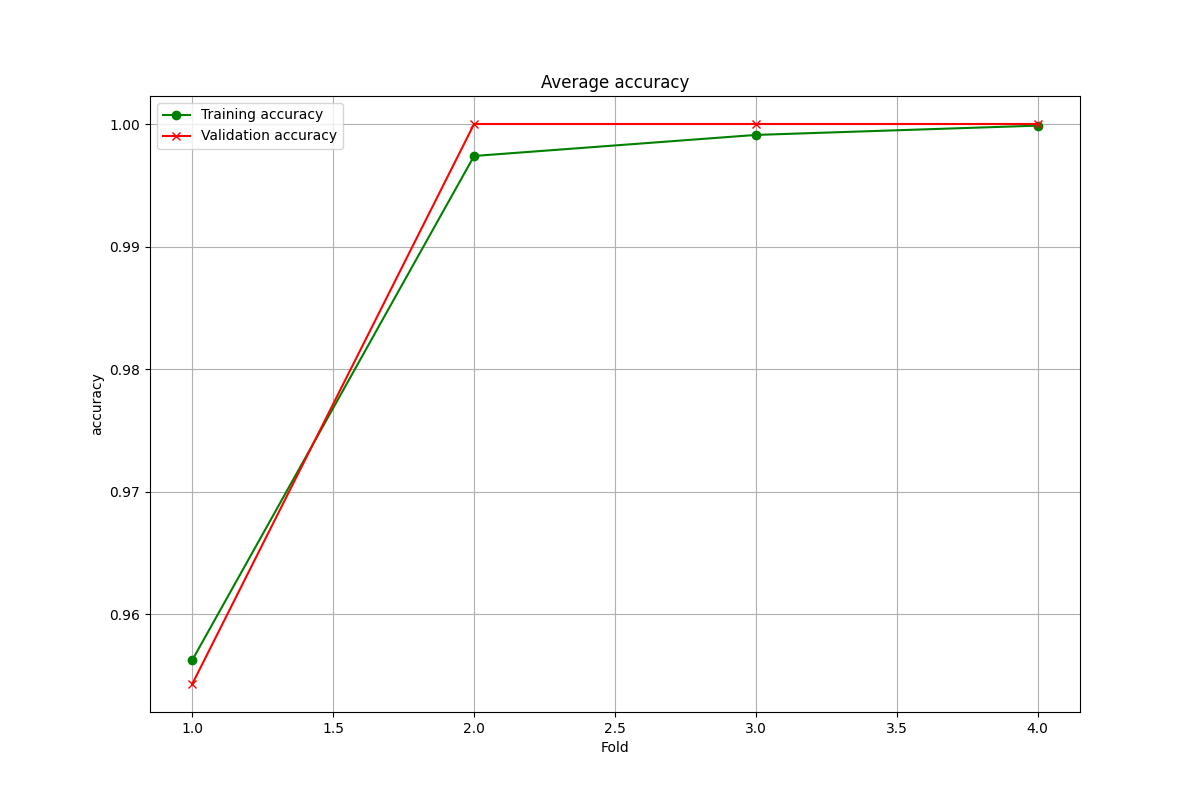 Average accuracy
Training accuracy
Validation accuracy
1.00
0.99
0.98
0.97
0.96
accuracy
1.0 1.5 2.0 2.5 3.0 3.5 4.0
Fold